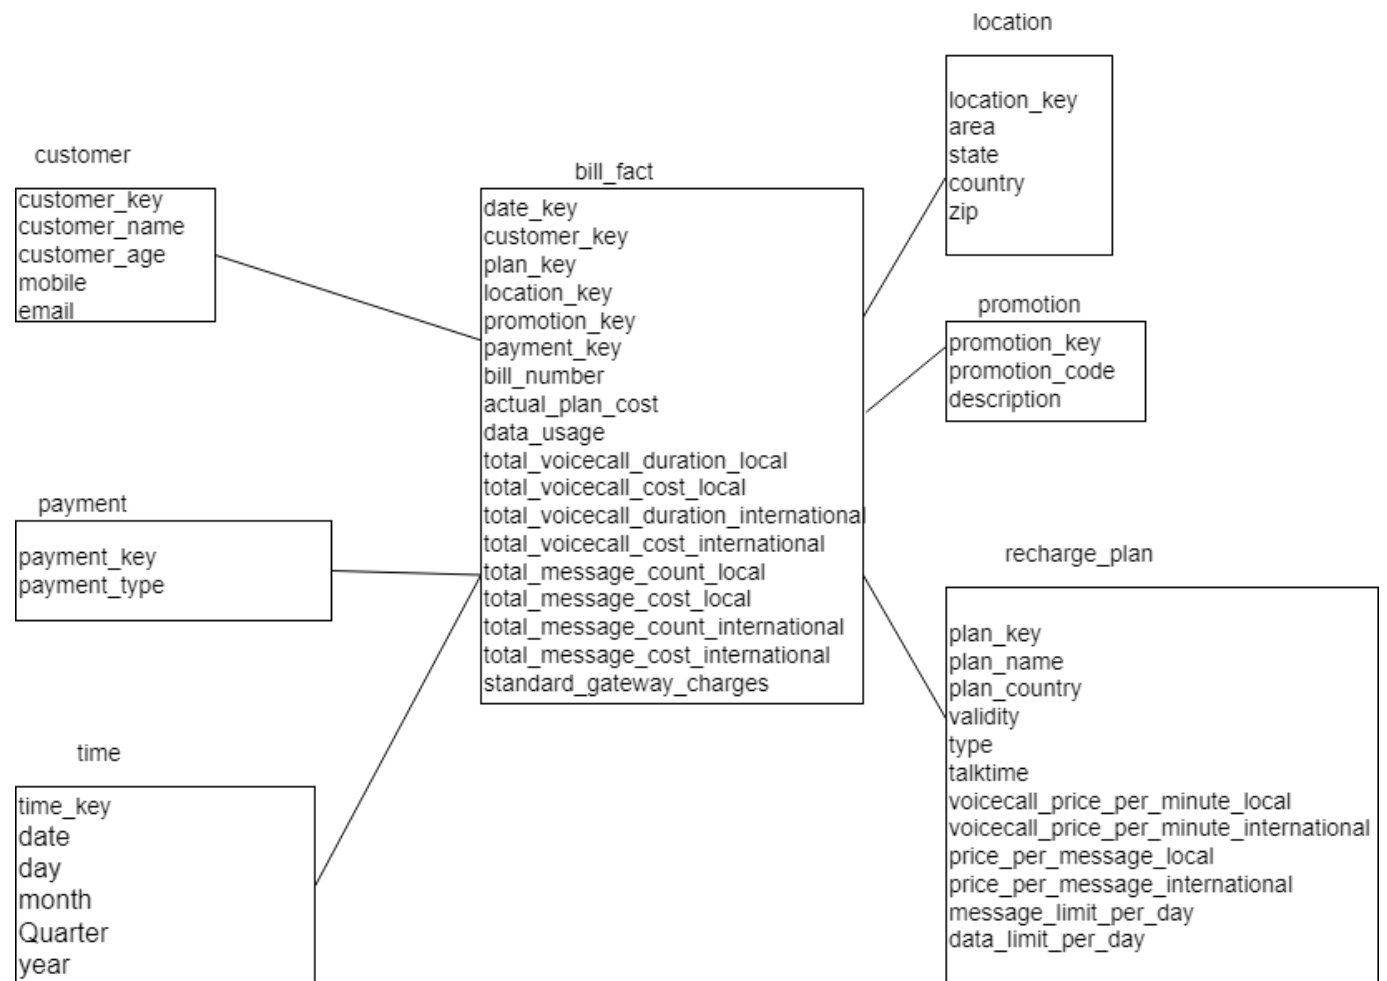 customer
customer_key
customer_name
customer_age
mobile
email
payment
payment_key
payment_type
time
time_key
date
day
month
Quarter
year
bill_fact
date_key
customer_key
plan_key
location_key
promotion_key
payment_key
bill_number
actual_plan_cost
data_usage
total_voicecall_duration_local
total_voicecall_cost_local
total_voicecall_duration_international
total_voicecall_cost_international
total_message_count_local
total_message_cost_local
total_message_count_international
total_message_cost_international
standard_gateway_charges
location
location_key
area
state
country
zip
promotion
promotion_key
promotion_code
description
recharge_plan
plan_key
plan_name
plan_country
validity
type
talktime
voicecall_price_per_minute_local
voicecall_price_per_minute_international
price_per_message_local
price_per_message_international
message_limit_per_day
data_limit_per_day